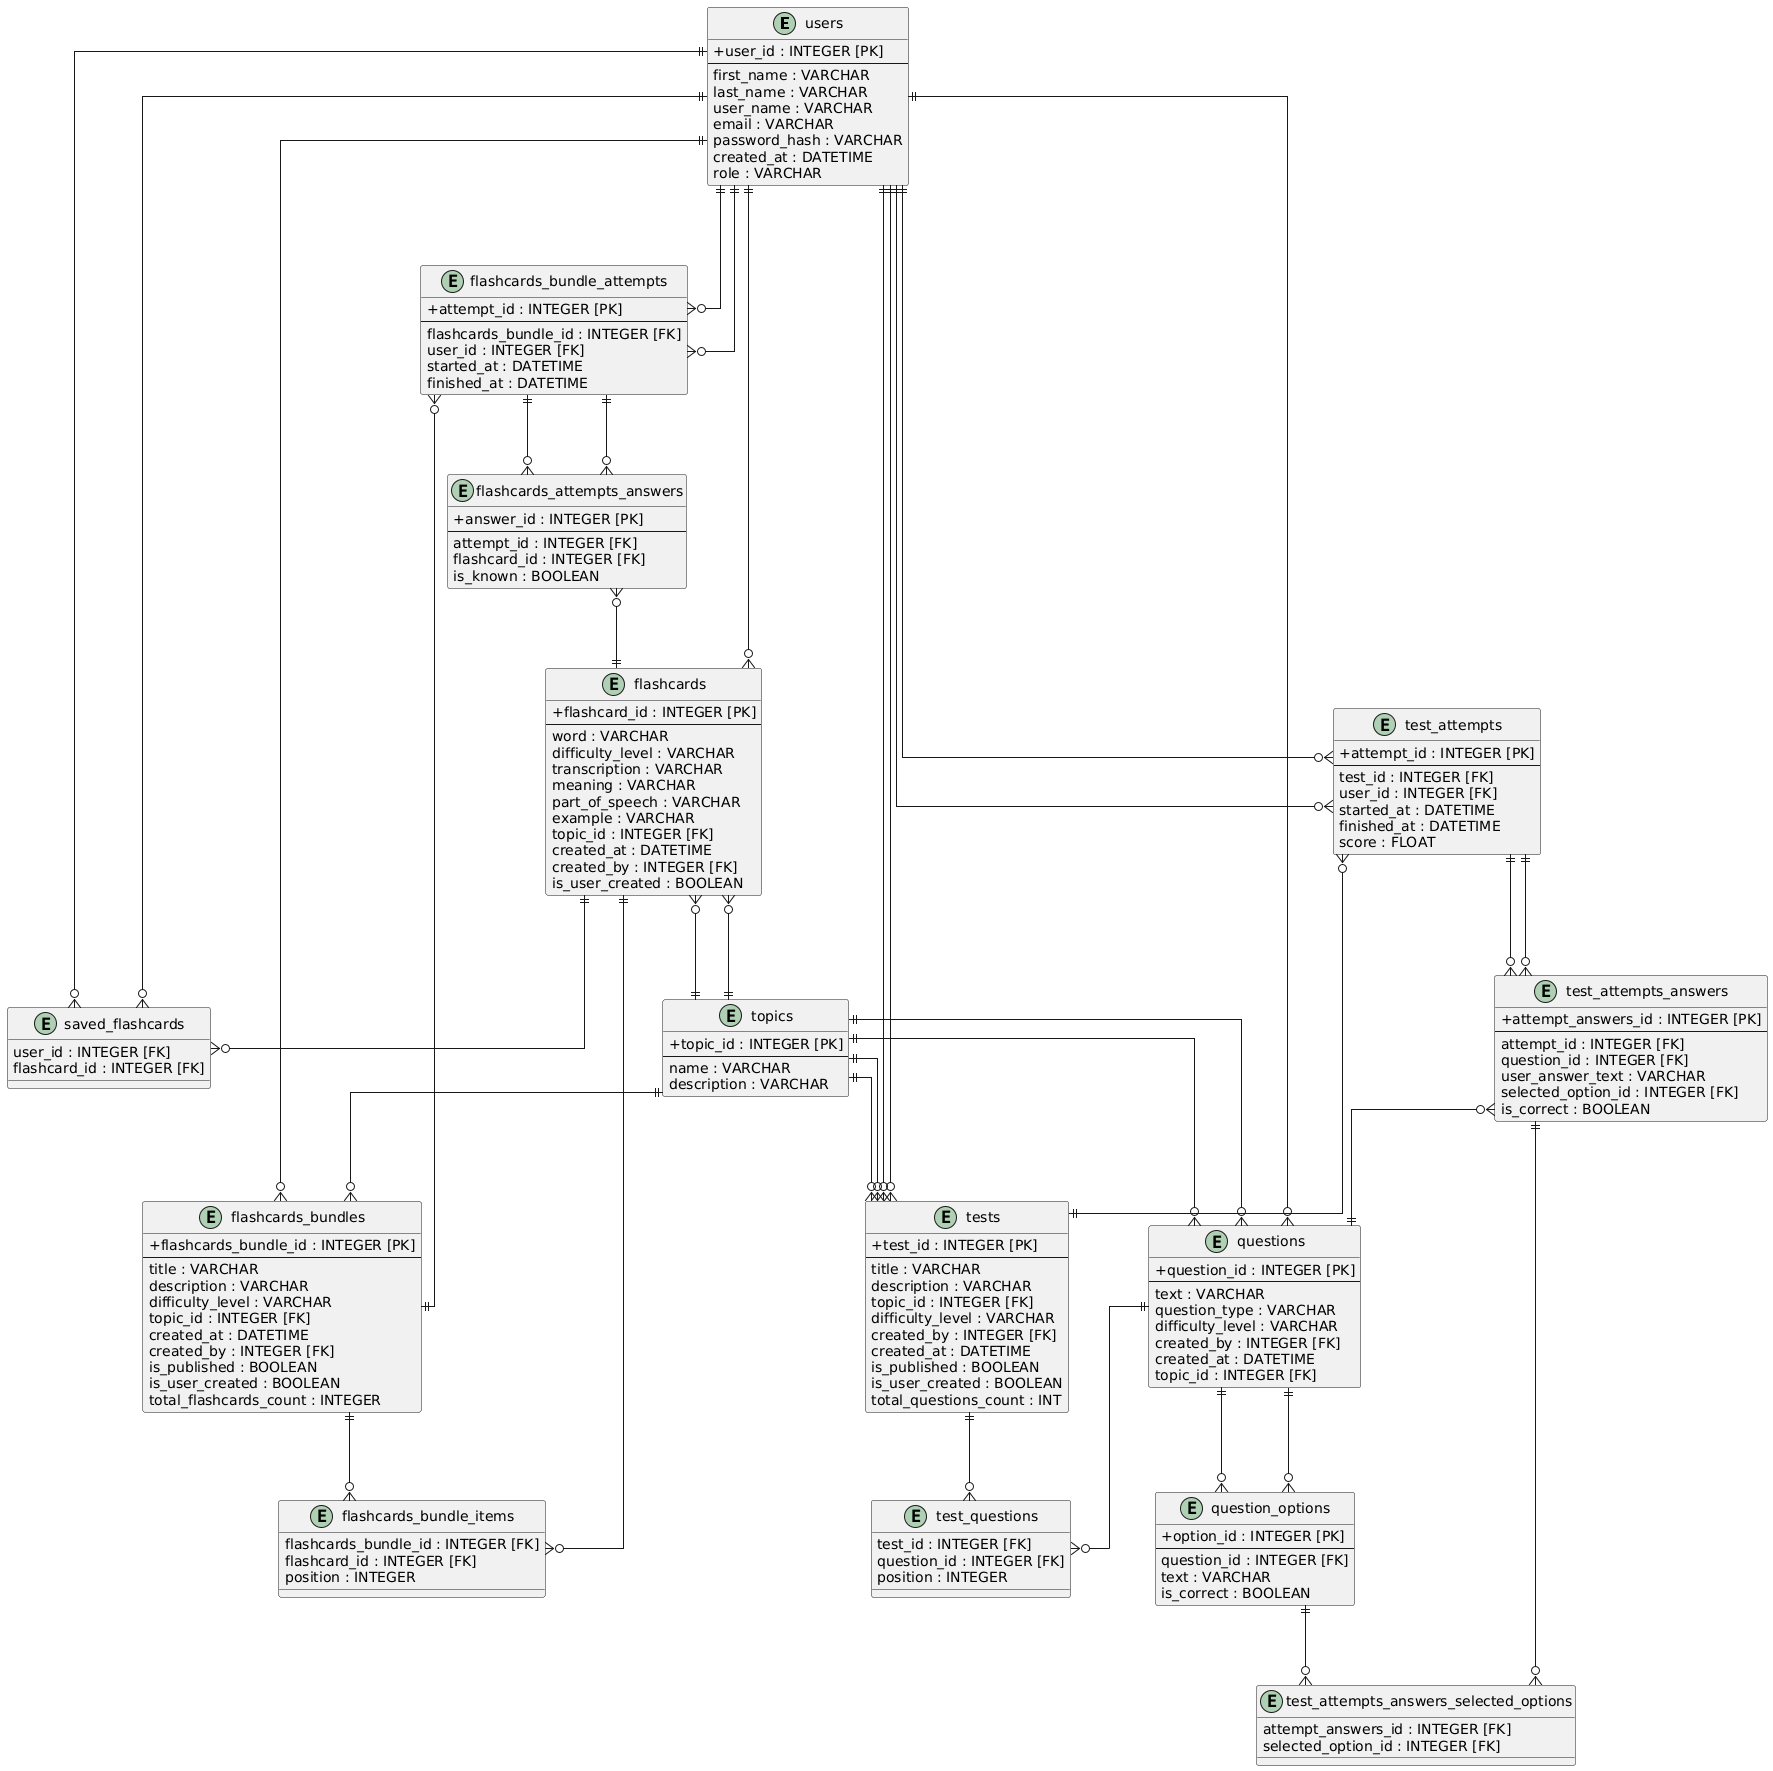 E users
+user_id : INTEGER [PK]
first_name : VARCHAR
last_name : VARCHAR
user_name : VARCHAR
email : VARCHAR
password_hash : VARCHAR
created_at : DATETIME
role : VARCHAR
E flashcards_bundle_attempts
+attempt_id : INTEGER [PK]
flashcards_bundle_id : INTEGER [FK]
user_id : INTEGER [FK]
started_at : DATETIME
finished_at : DATETIME
E flashcards_attempts_answers
+answer_id : INTEGER [PK]
attempt_id : INTEGER [FK]
flashcard_id : INTEGER [FK]
is_known : BOOLEAN
E flashcards
+flashcard_id : INTEGER [PK]
word : VARCHAR
difficulty_level : VARCHAR
transcription : VARCHAR
meaning : VARCHAR
part_of_speech : VARCHAR
example : VARCHAR
topic_id : INTEGER [FK]
created_at : DATETIME
created_by : INTEGER [FK]
is_user_created : BOOLEAN
E test_attempts
+attempt_id : INTEGER [PK]
test_id : INTEGER [FK]
user_id : INTEGER [FK]
started_at : DATETIME
finished_at : DATETIME
score : FLOAT
E saved_flashcards
user_id : INTEGER [FK]
flashcard_id : INTEGER [FK]
E topics
+topic_id : INTEGER [PK]
name : VARCHAR
description : VARCHAR
E test_attempts_answers
+attempt_answers_id : INTEGER [PK]
attempt_id : INTEGER [FK]
question_id : INTEGER [FK]
user_answer_text : VARCHAR
selected_option_id : INTEGER [FK]
is_correct : BOOLEAN
E flashcards_bundles
+flashcards_bundle_id : INTEGER [PK]
title : VARCHAR
description : VARCHAR
difficulty_level : VARCHAR
topic_id : INTEGER [FK]
created_at : DATETIME
created_by : INTEGER [FK]
is_published : BOOLEAN
is_user_created : BOOLEAN
total_flashcards_count : INTEGER
E tests
+test_id : INTEGER [PK]
title : VARCHAR
description : VARCHAR
topic_id : INTEGER [FK]
difficulty_level : VARCHAR
created_by : INTEGER [FK]
created_at : DATETIME
is_published : BOOLEAN
is_user_created : BOOLEAN
total_questions_count : INT
E questions
+question_id : INTEGER [PK]
text : VARCHAR
question_type : VARCHAR
difficulty_level : VARCHAR
created_by : INTEGER [FK]
created_at : DATETIME
topic_id : INTEGER [FK]
E flashcards_bundle_items
flashcards_bundle_id : INTEGER [FK]
flashcard_id : INTEGER [FK]
position : INTEGER
E test_questions
test_id : INTEGER [FK]
question_id : INTEGER [FK]
position : INTEGER
E question_options
+option_id : INTEGER [PK]
question_id : INTEGER [FK]
text : VARCHAR
is_correct : BOOLEAN
E test_attempts_answers_selected_options
attempt_answers_id : INTEGER [FK]
selected_option_id : INTEGER [FK]